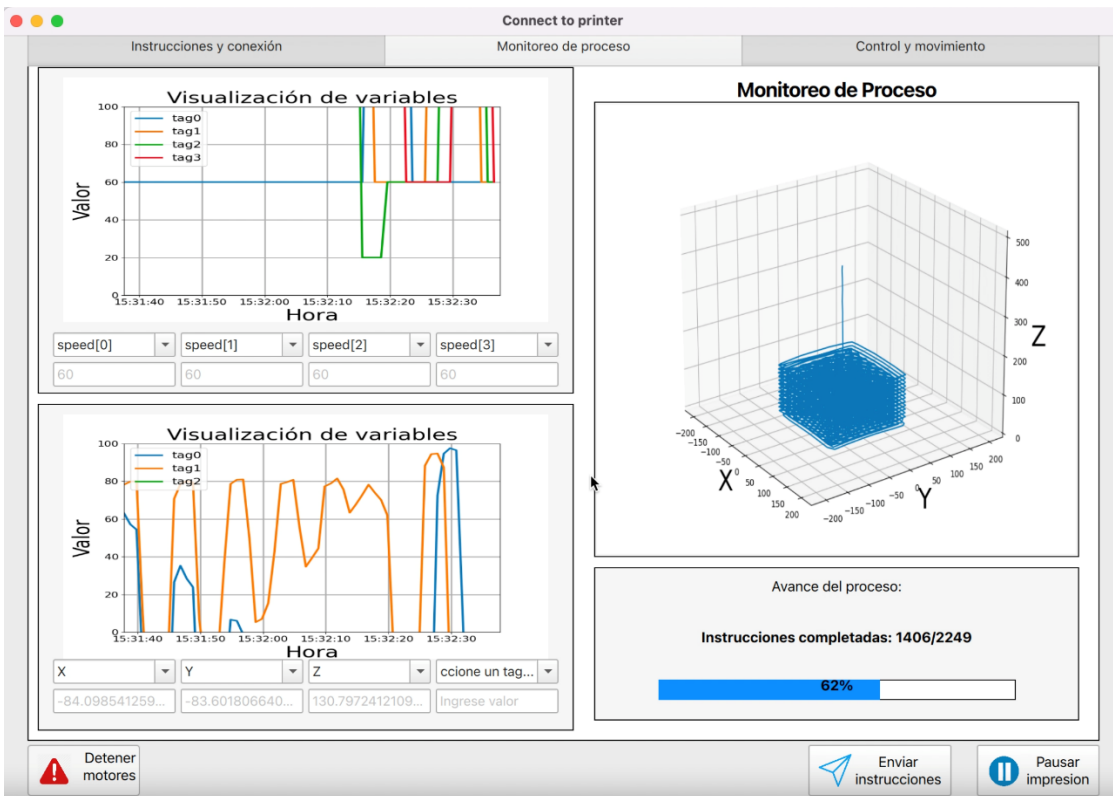 Connect to printer
Instrucciones y conexión
Monitoreo de proceso
Control y movimiento
Visualización de variables
100
80
60
40
20
0
Valor
tag0
tag1
tag2
tag3
15:31:40 15:31:50 15:32:00 15:32:10 15:32:20 15:32:30
Hora
speed[0] speed[1] speed[2] speed[3]
60 60 60 60
Visualización de variables
100
80
60
40
20
0
Valor
tag0
tag1
tag2
15:31:40 15:31:50 15:32:00 15:32:10 15:32:20 15:32:30
Hora
X Y Z ccione un tag...
-84.098541259... -83.601806640... 130.7972412109... Ingrese valor
Monitoreo de Proceso
500
400
300
200
100
0
Z
−200
−150
−100
−50
0
50
100
150
200
X
−200
−150
−100
−50
0
50
100
150
200
Y
Avance del proceso:
Instrucciones completadas: 1406/2249
62%
Detener
motores
Enviar
instrucciones
Pausar
impresion